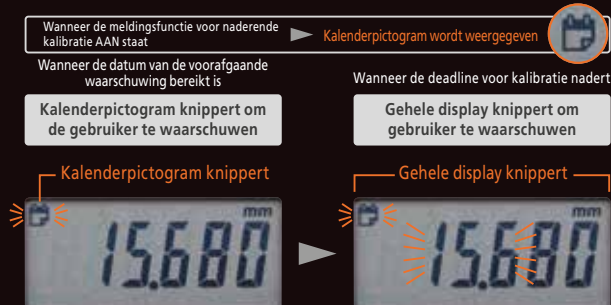 Wanneer de meldingsfunctie voor naderende
kalibratie AAN staat
Kalenderpictogram wordt weergegeven
Wanneer de datum van de voorafgaande
waarschuwing bereikt is
Wanneer de deadline voor kalibratie nadert
Kalenderpictogram knippert om
de gebruiker te waarschuwen
Gehele display knippert om
gebruiker te waarschuwen
Kalenderpictogram knippert
Gehele display knippert
mm
15.680
mm
15.680